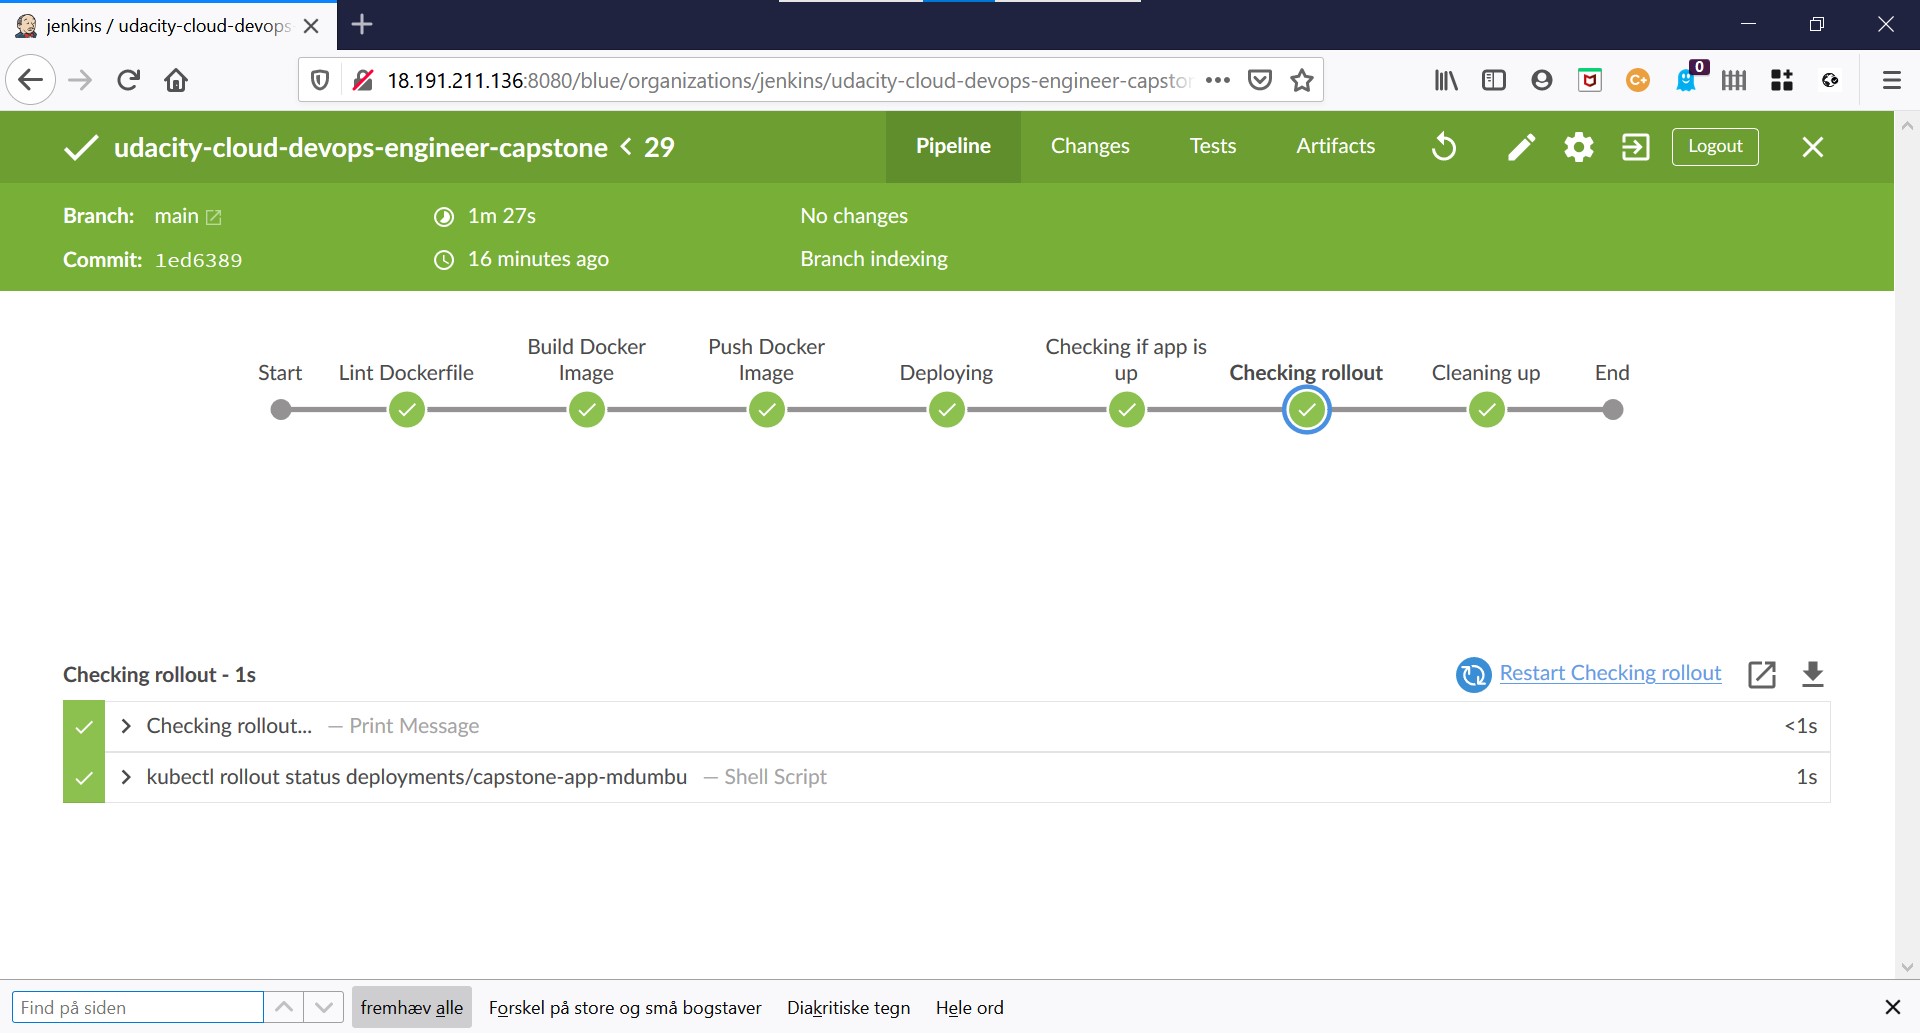 jenkins / udacity-cloud-devops
18.191.211.136:8080/blue/organizations/jenkins/udacity-cloud-devops-engineer-capstor
0
udacity-cloud-devops-engineer-capstone < 29
Pipeline
Changes
Tests
Artifacts
Logout
Branch: main
1m 27s
No changes
Commit: 1ed6389
16 minutes ago
Branch indexing
Start
Lint Dockerfile
Build Docker
Image
Push Docker
Image
Deploying
Checking if app is
up
Checking rollout
Cleaning up
End
Checking rollout - 1s
Restart Checking rollout
Checking rollout... — Print Message
<1s
kubectl rollout status deployments/capstone-app-mdumbu — Shell Script
1s
Find på siden
fremhæv alle
Forskel på store og små bogstaver
Diakritiske tegn
Hele ord